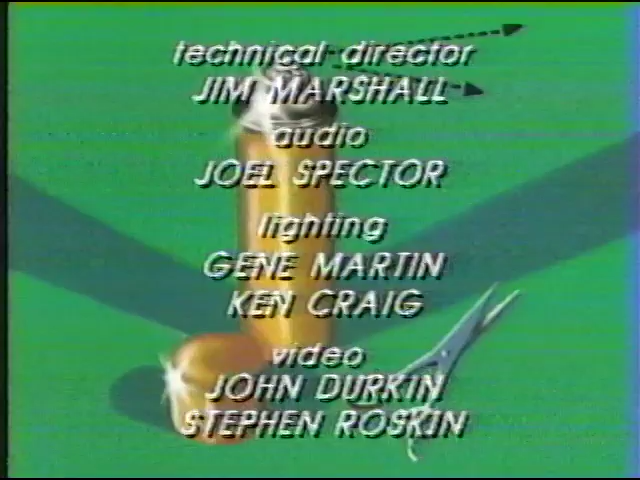 technical director
JIM MARSHALL
audio
JOEL SPECTOR
lighting
GENE MARTIN
KEN CRAIG
video
JOHN DURKIN
STEPHEN ROSKIN